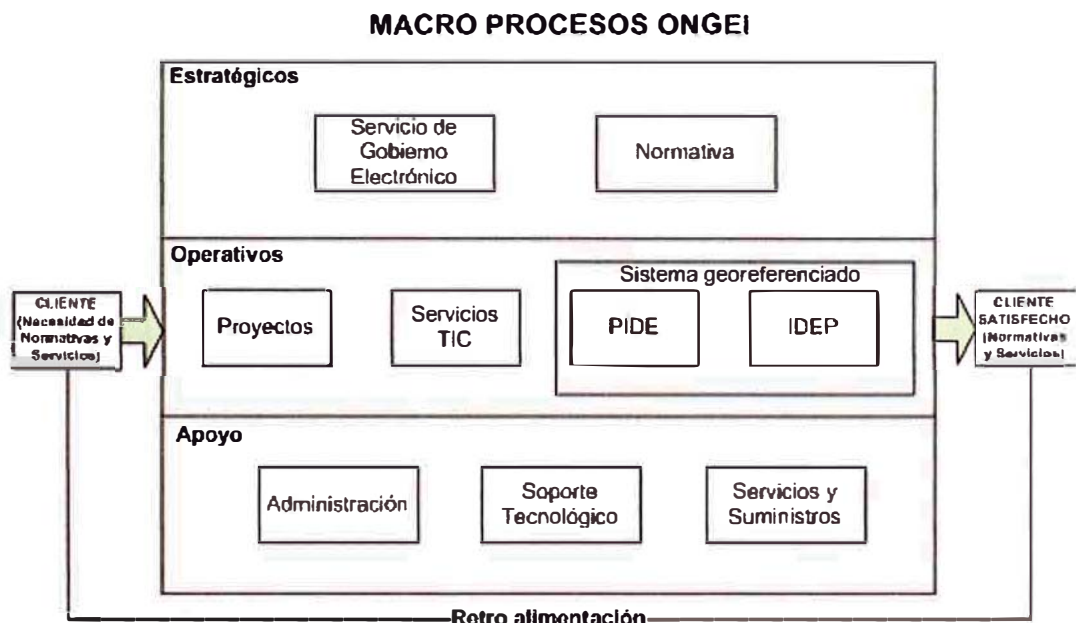 MACRO PROCESOS ONGEI
Estratégicos
Servicio de
Gobierno
Electrónico
Normativa
Operativos
Sistema georeferenciado
Proyectos
Servicios
TIC
PIDE
IDEP
CLIENTE
(Necesidad de
Normativas y
Servicios)
CLIENTE
SATISFECHO
(Normativas
y Servicios)
Apoyo
Administración
Soporte
Tecnológico
Servicios y
Suministros
Retro alimentación